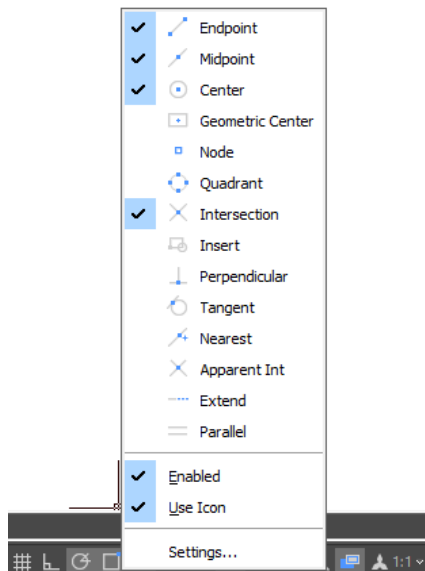 Endpoint
Midpoint
Center
Geometric Center
Node
Quadrant
Intersection
Insert
Perpendicular
Tangent
Nearest
Apparent Int
Extend
Parallel
Enabled
Use Icon
Settings...
1:1